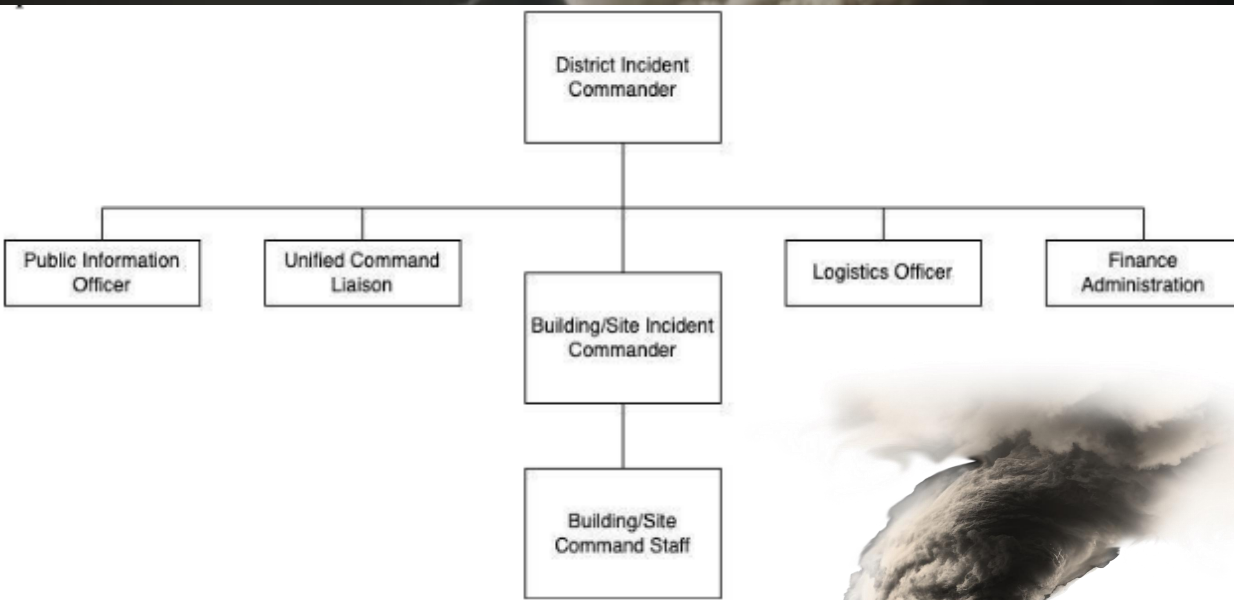 District Incident
Commander
Public Information
Officer
Unified Command
Liaison
Building/Site Incident
Commander
Logistics Officer
Finance
Administration
Building/Site
Command Staff